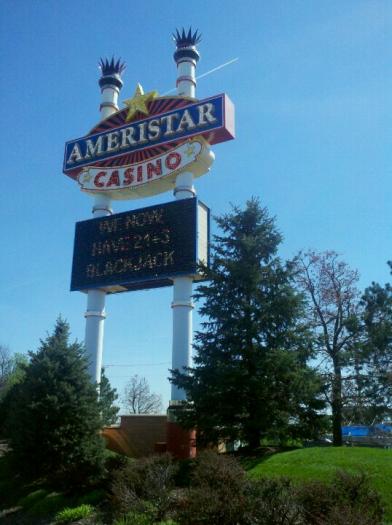 AMERISTAR
CASINO
WE NOW
HAVE 21+3
BLACKJACK